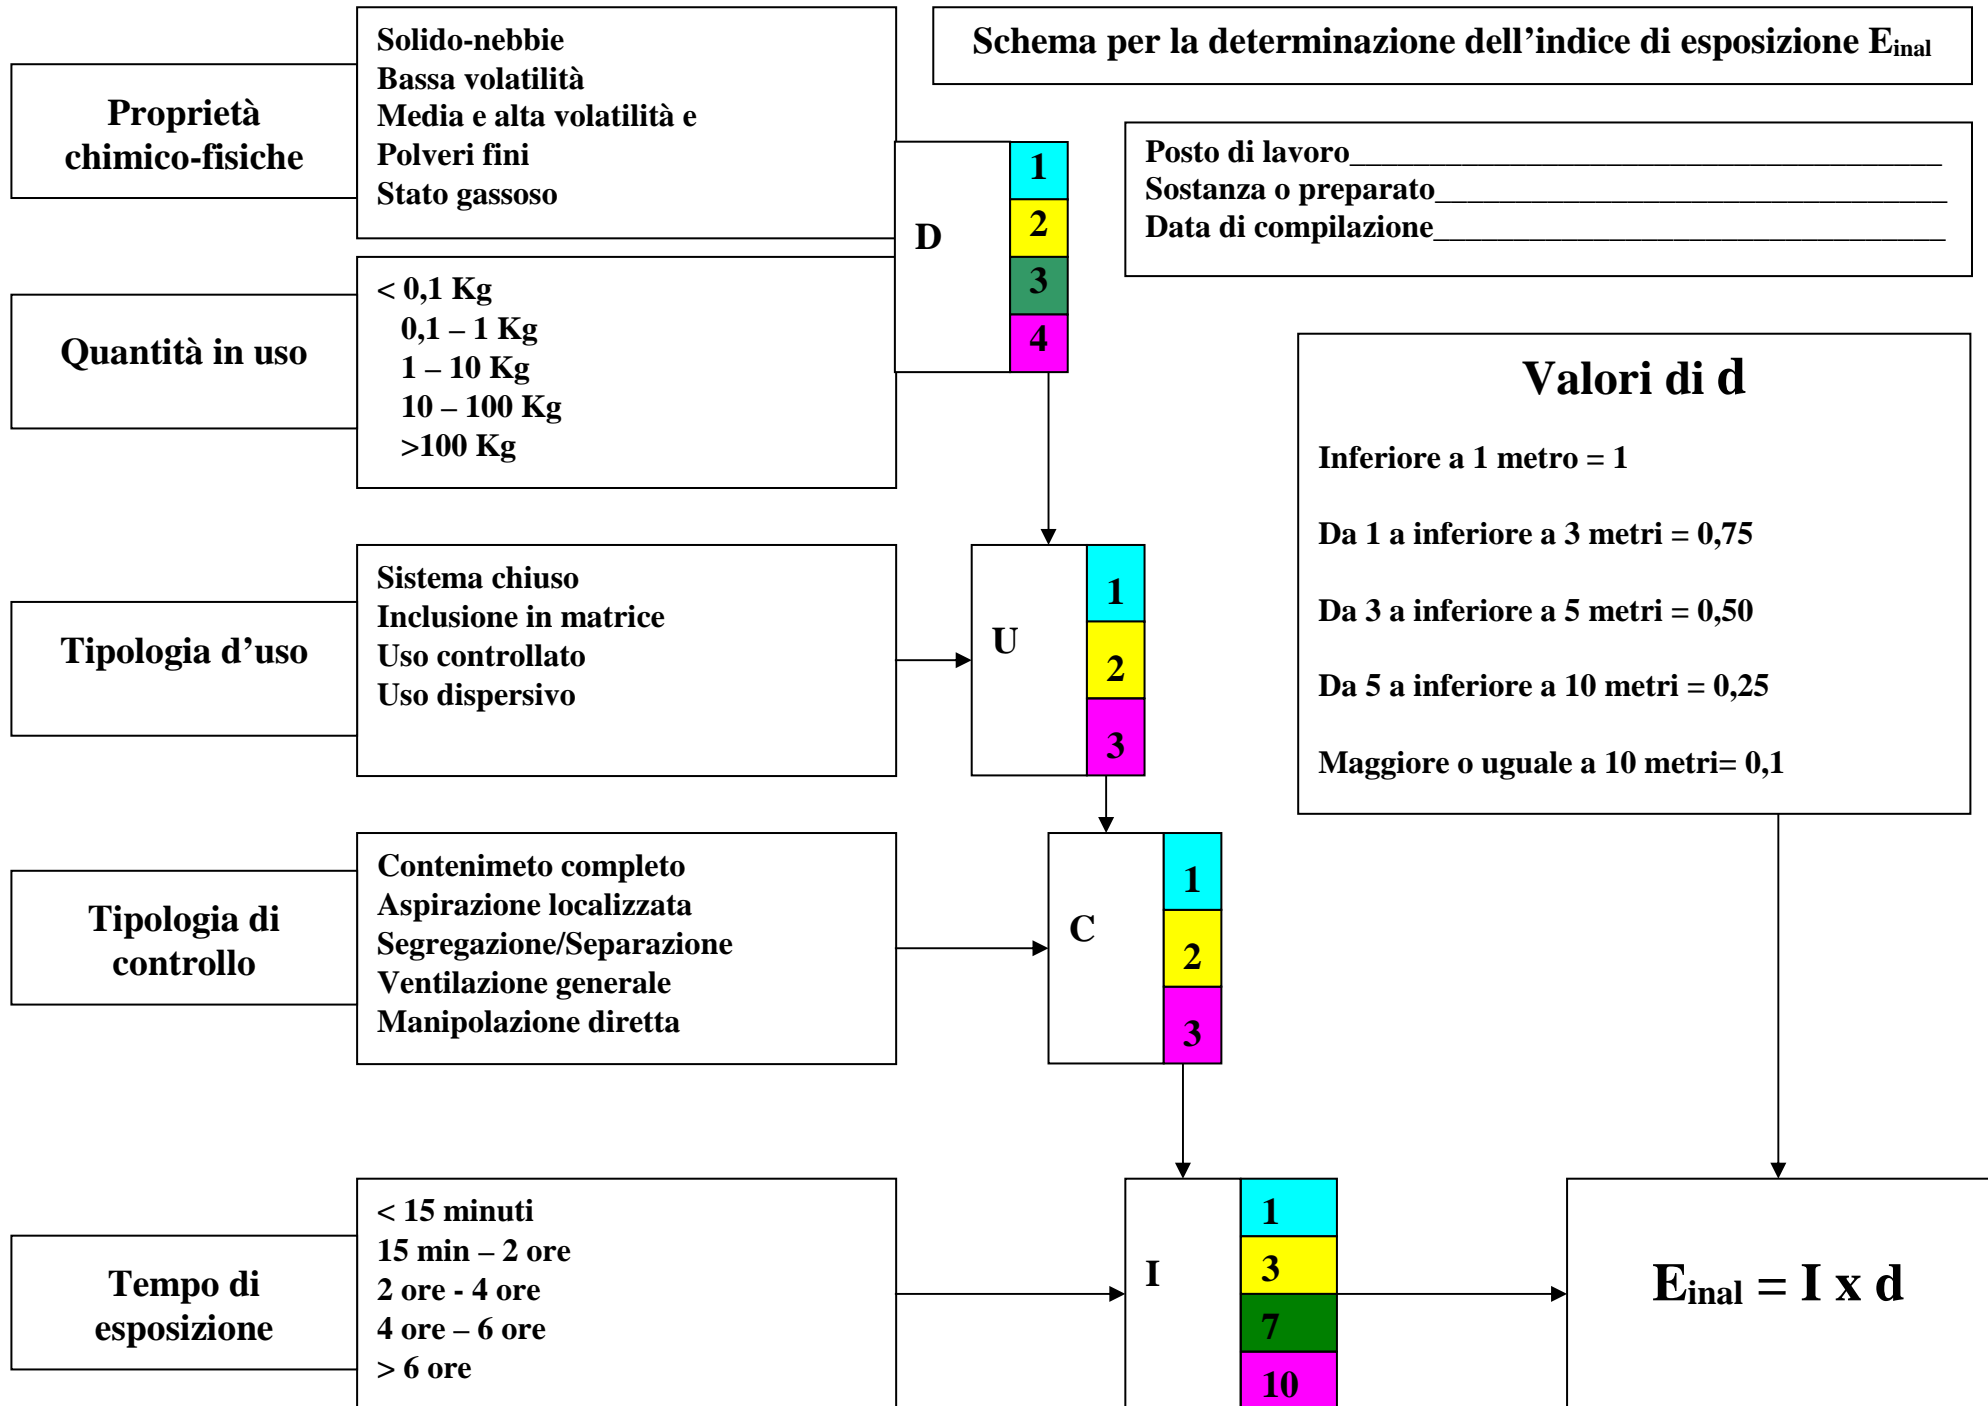 Schema per la determinazione dell’indice di esposizione Einal
Proprietà
chimico-fisiche
Solido-nebbie
Bassa volatilità
Media e alta volatilità e
Polveri fini
Stato gassoso
Posto di lavoro_____________________________________
Sostanza o preparato________________________________
Data di compilazione________________________________
D
1
2
3
4
Quantità in uso
< 0,1 Kg
0,1 – 1 Kg
1 – 10 Kg
10 – 100 Kg
>100 Kg
Valori di d
Inferiore a 1 metro = 1
Da 1 a inferiore a 3 metri = 0,75
Da 3 a inferiore a 5 metri = 0,50
Da 5 a inferiore a 10 metri = 0,25
Maggiore o uguale a 10 metri= 0,1
Tipologia d’uso
Sistema chiuso
Inclusione in matrice
Uso controllato
Uso dispersivo
U
1
2
3
Tipologia di
controllo
Contenimeto completo
Aspirazione localizzata
Segregazione/Separazione
Ventilazione generale
Manipolazione diretta
C
1
2
3
Tempo di
esposizione
< 15 minuti
15 min – 2 ore
2 ore - 4 ore
4 ore – 6 ore
> 6 ore
I
1
3
7
10
Einal = I x d